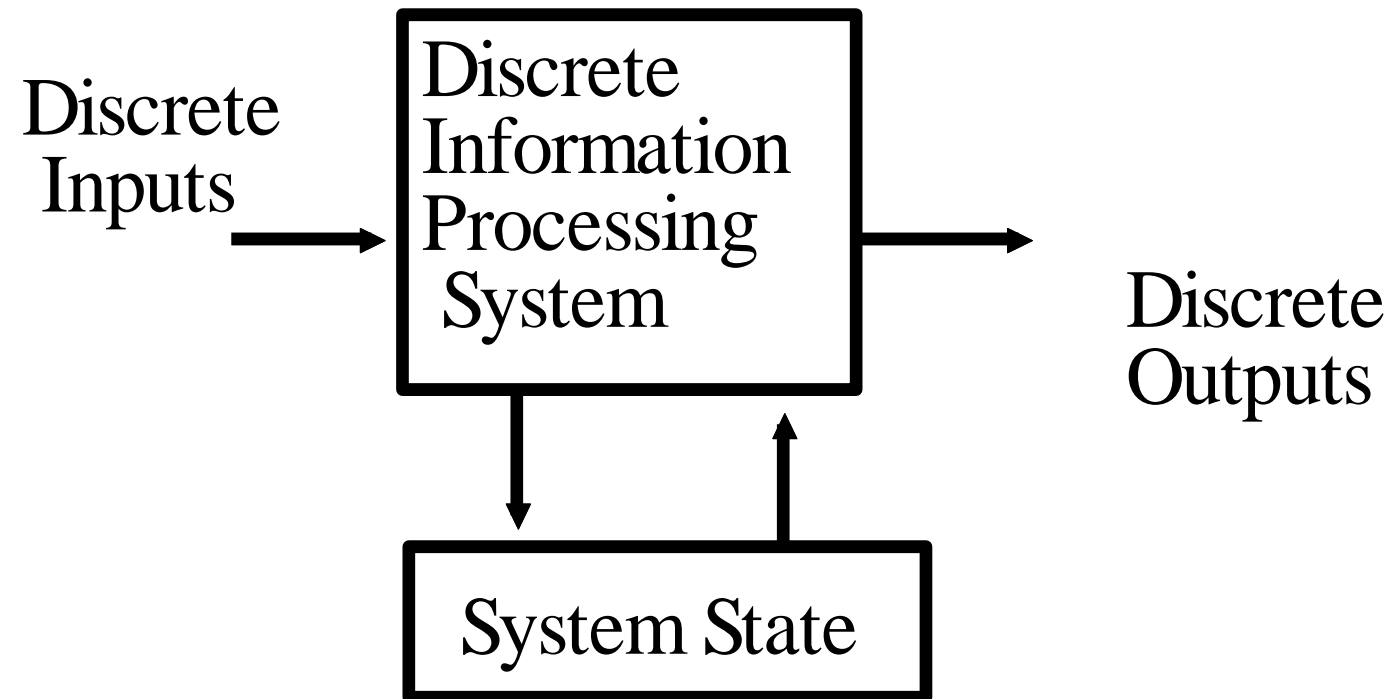 Discrete
Inputs
Discrete
Information
Processing
System
Discrete
Outputs
System State